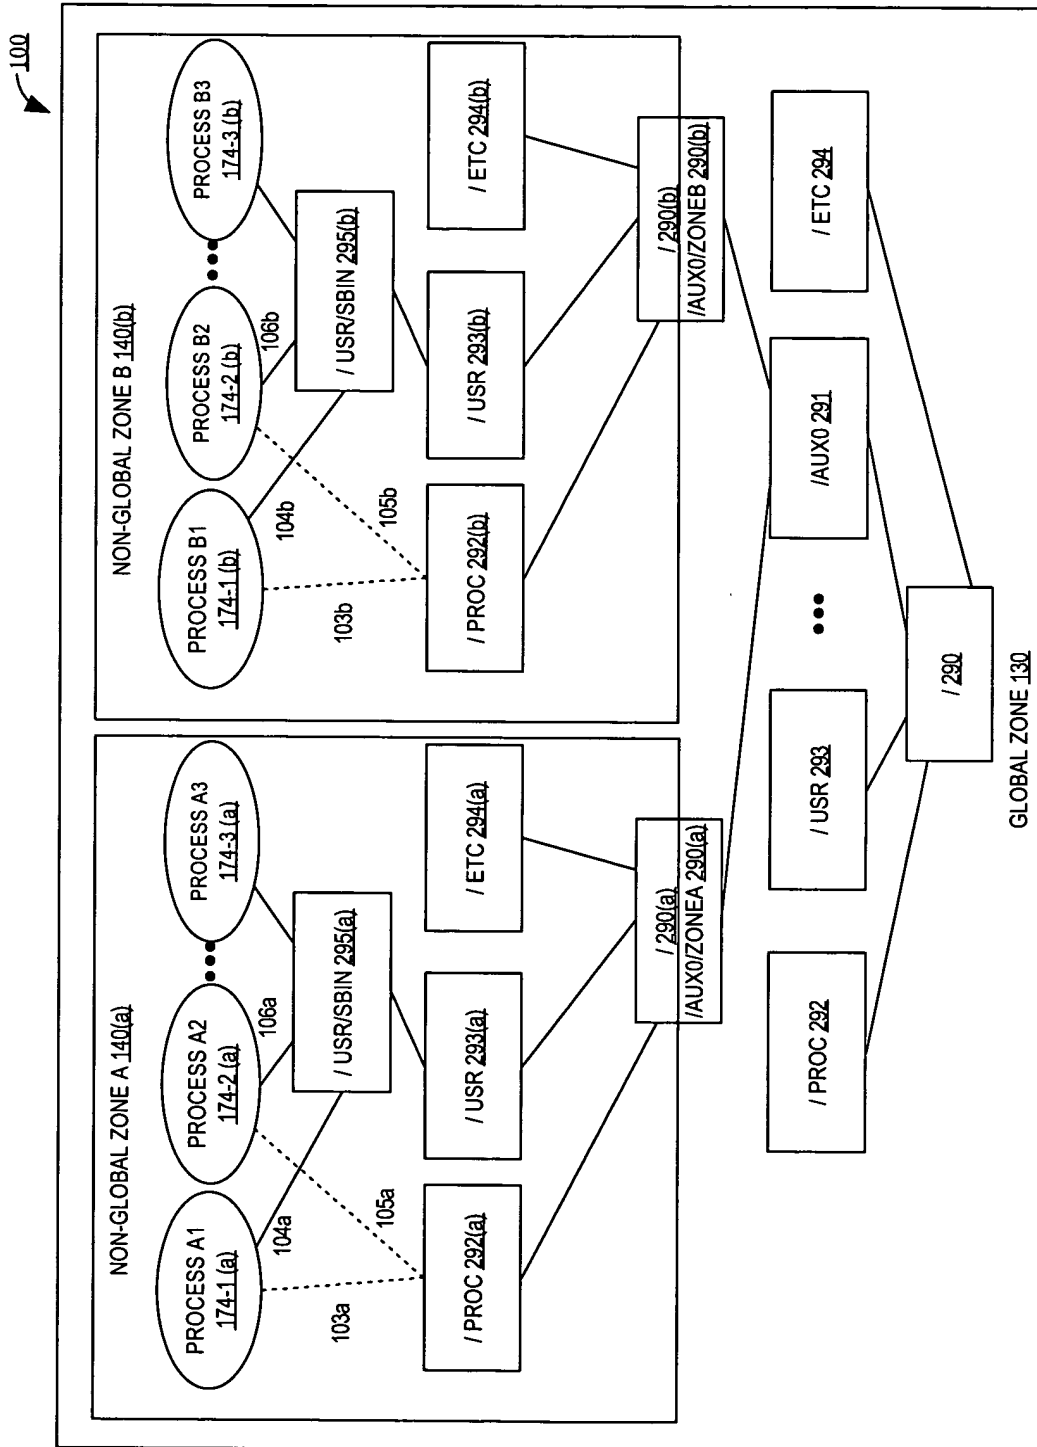 100
NON-GLOBAL ZONE A 140(a)
PROCESS A1
174-1 (a)
PROCESS A2
174-2 (a)
PROCESS A3
174-3 (a)
104a
106a
103a
105a
/ USR/SBIN 295(a)
/ PROC 292(a)
/ USR 293(a)
/ ETC 294(a)
/ 290(a)
/AUX0/ZONEA 290(a)
NON-GLOBAL ZONE B 140(b)
PROCESS B1
174-1 (b)
PROCESS B2
174-2 (b)
PROCESS B3
174-3 (b)
104b
106b
103b
105b
/ USR/SBIN 295(b)
/ PROC 292(b)
/ USR 293(b)
/ ETC 294(b)
/ 290(b)
/AUX0/ZONEB 290(b)
/ PROC 292
/ USR 293
/AUX0 291
/ ETC 294
/ 290
GLOBAL ZONE 130